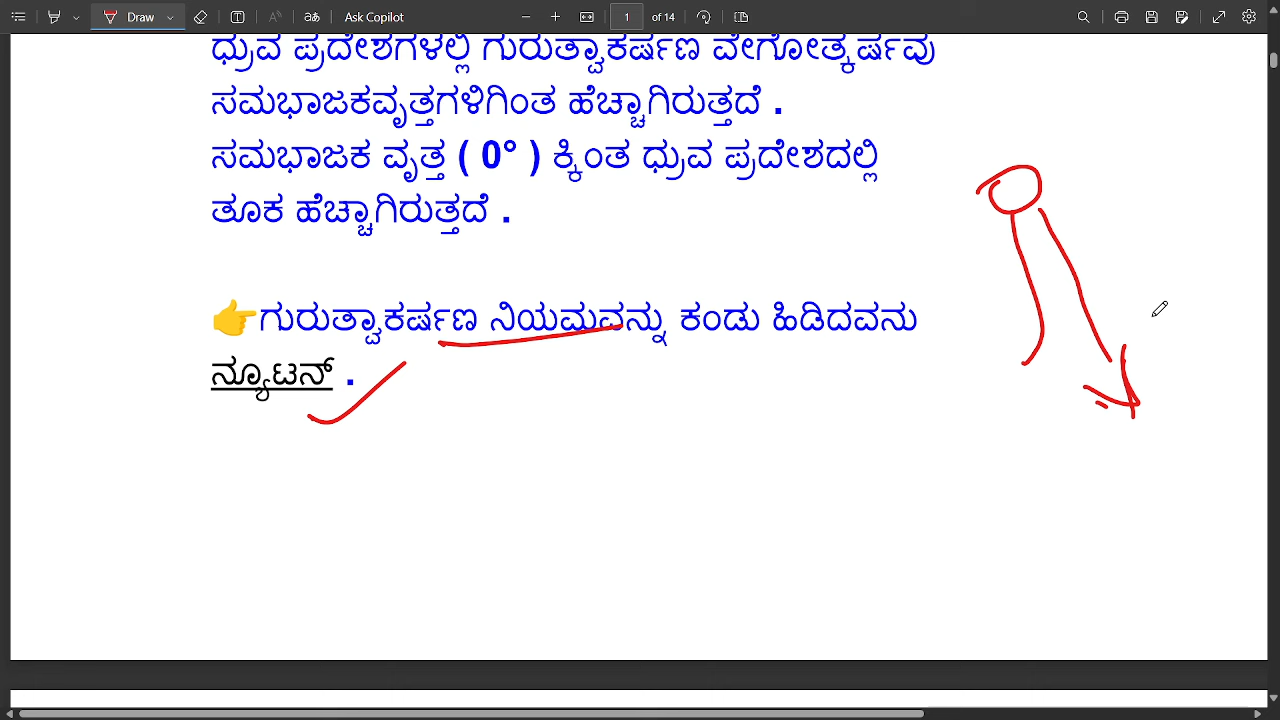 Draw
Ask Copilot
1 of 14
ಧ್ರುವ ಪ್ರದೇಶಗಳಲ್ಲಿ ಗುರುತ್ವಾಕರ್ಷಣ ವೇಗೋತ್ಕರ್ಷವು
ಸಮಭಾಜಕವೃತ್ತಗಳಿಗಿಂತ ಹೆಚ್ಚಾಗಿರುತ್ತದೆ .
ಸಮಭಾಜಕ ವೃತ್ತ ( 0° ) ಕ್ಕಿಂತ ಧ್ರುವ ಪ್ರದೇಶದಲ್ಲಿ
ತೂಕ ಹೆಚ್ಚಾಗಿರುತ್ತದೆ .
👉ಗುರುತ್ವಾಕರ್ಷಣ ನಿಯಮವನ್ನು ಕಂಡು ಹಿಡಿದವನು
ನ್ಯೂಟನ್ .